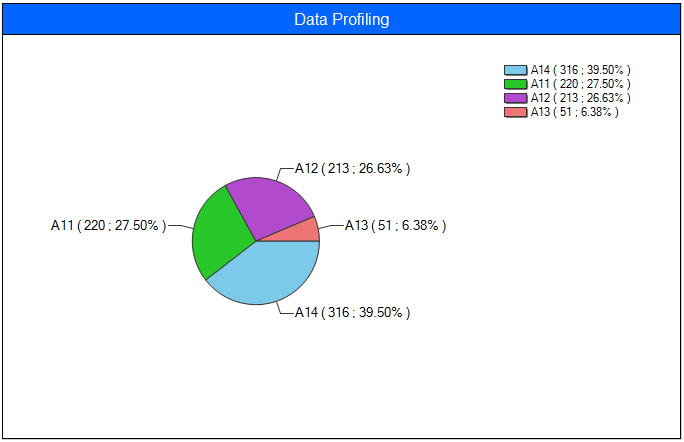 Data Profiling
A14 ( 316 ; 39.50% )
A11 ( 220 ; 27.50% )
A12 ( 213 ; 26.63% )
A13 ( 51 ; 6.38% )
A12 ( 213 ; 26.63% )
A11 ( 220 ; 27.50% )
A13 ( 51 ; 6.38% )
A14 ( 316 ; 39.50% )